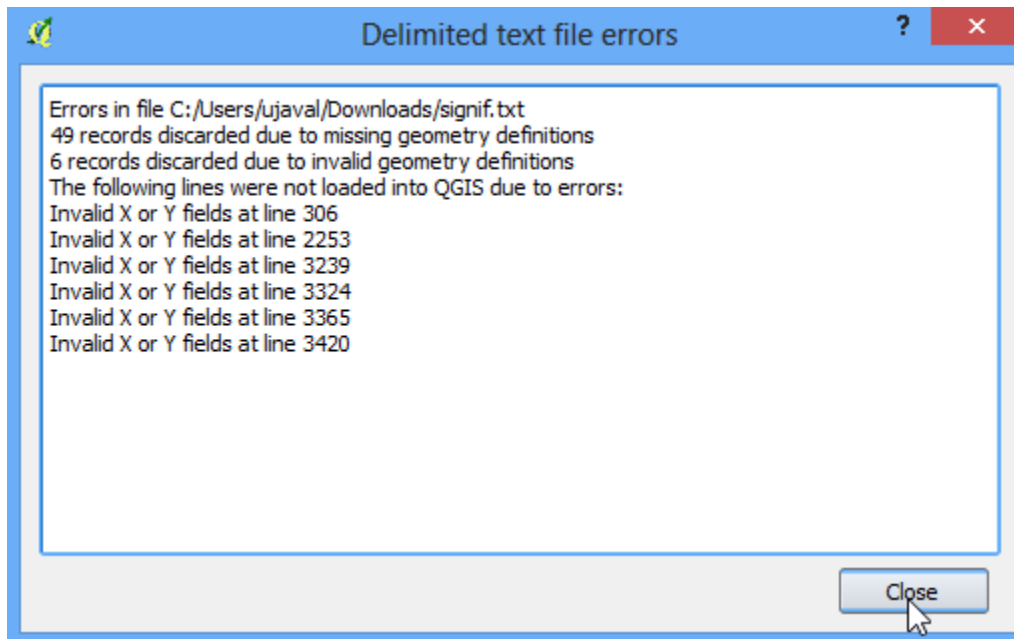 Delimited text file errors
?
Errors in file C:/Users/ujaval/Downloads/signif.txt
49 records discarded due to missing geometry definitions
6 records discarded due to invalid geometry definitions
The following lines were not loaded into QGIS due to errors:
Invalid X or Y fields at line 306
Invalid X or Y fields at line 2253
Invalid X or Y fields at line 3239
Invalid X or Y fields at line 3324
Invalid X or Y fields at line 3365
Invalid X or Y fields at line 3420
Close